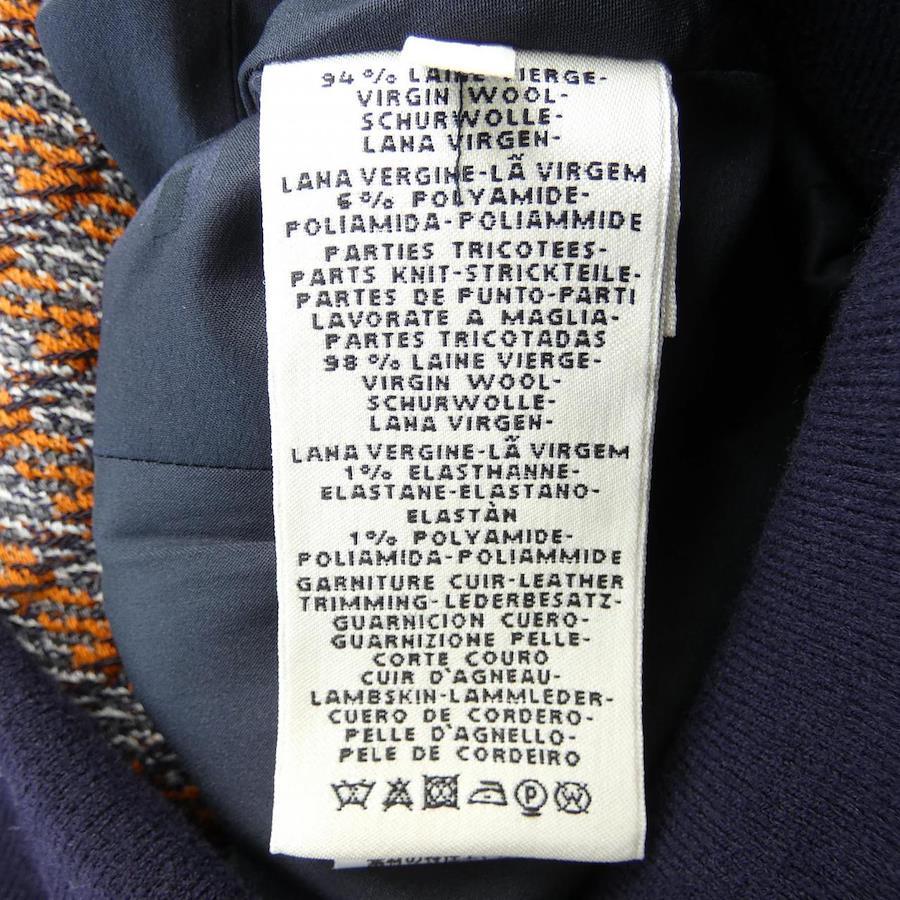 94% LAINE VIERGE-
VIRGIN WOOL-
SCHURWOLLE-
LANA VIRGEN-
LANA VERGINE-LÃ VIRGEM
6% POLYAMIDE-
POLIAMIDA-POLIAMMIDE
PARTIES TRICOTEES-
PARTS KNIT-STRICKTEILE-
PARTES DE PUNTO-PARTI
LAVORATE A MAGLIA-
PARTES TRICOTADAS
98% LAINE VIERGE-
VIRGIN WOOL-
SCHURWOLLE-
LANA VIRGEN-
LANA VERGINE-LÃ VIRGEM
1% ELASTHANNE-
ELASTANE-ELASTANO-
ELASTÀN
1% POLYAMIDE-
POLIAMIDA-POLIAMMIDE
GARNITURE CUIR-LEATHER
TRIMMING-LEDERBESATZ-
GUARNICION CUERO-
GUARNIZIONE PELLE-
CORTE COURO
CUIR D'AGNEAU-
LAMBSKIN-LAMMLEDER-
CUERO DE CORDERO-
PELLE D'AGNELLO-
PELE DE CORDEIRO
P W